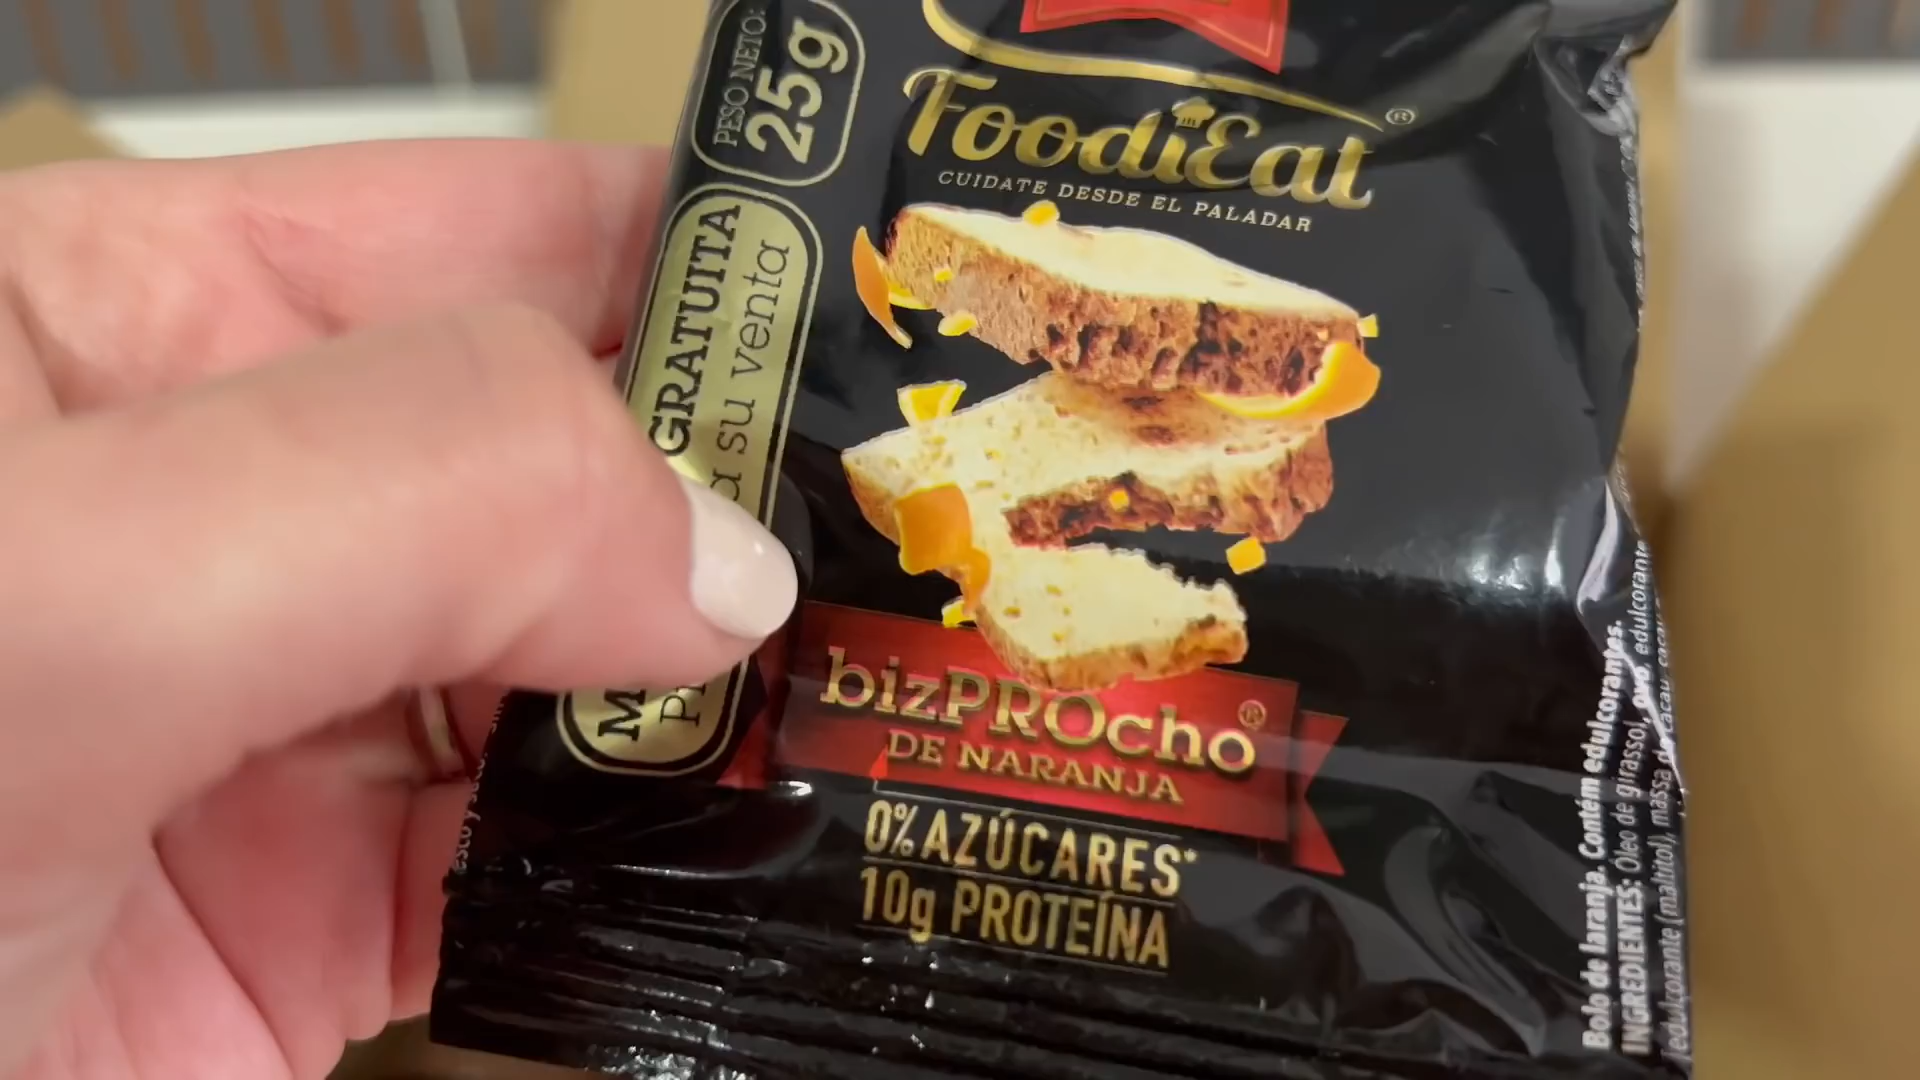 PESO NETO:
25g
GRATUITA
su venta
FoodiEat®
CUIDATE DESDE EL PALADAR
bizPROcho®
DE NARANJA
0% AZÚCARES*
10g PROTEÍNA
Bolo de laranja. Contém edulcorantes.
INGREDIENTES: Óleo de girassol, ovo, edulcorante
(maltitol), massa de cacau,